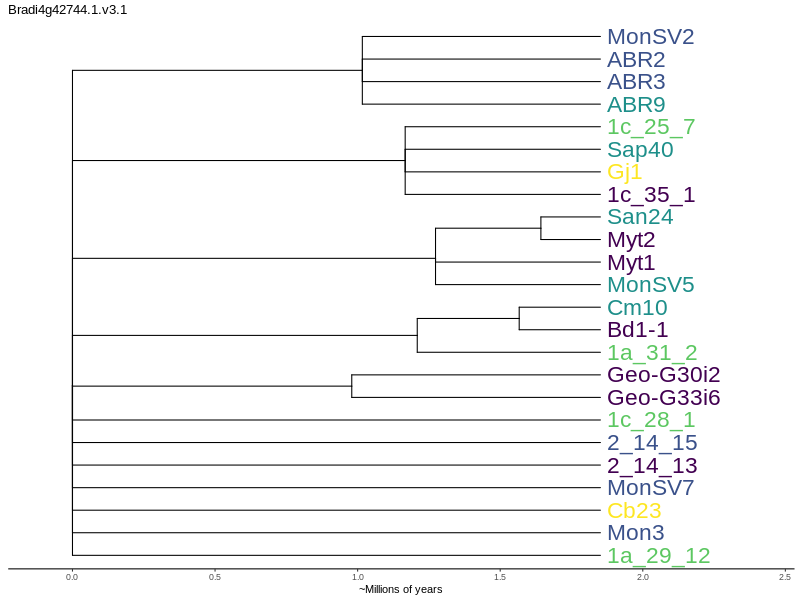 Bradi4g42744.1.v3.1
MonSV2
ABR2
ABR3
ABR9
1c_25_7
Sap40
Gj1
1c_35_1
San24
Myt2
Myt1
MonSV5
Cm10
Bd1-1
1a_31_2
Geo-G30i2
Geo-G33i6
1c_28_1
2_14_15
2_14_13
MonSV7
Cb23
Mon3
1a_29_12
0.0 0.5 1.0 1.5 2.0 2.5
~Millions of years